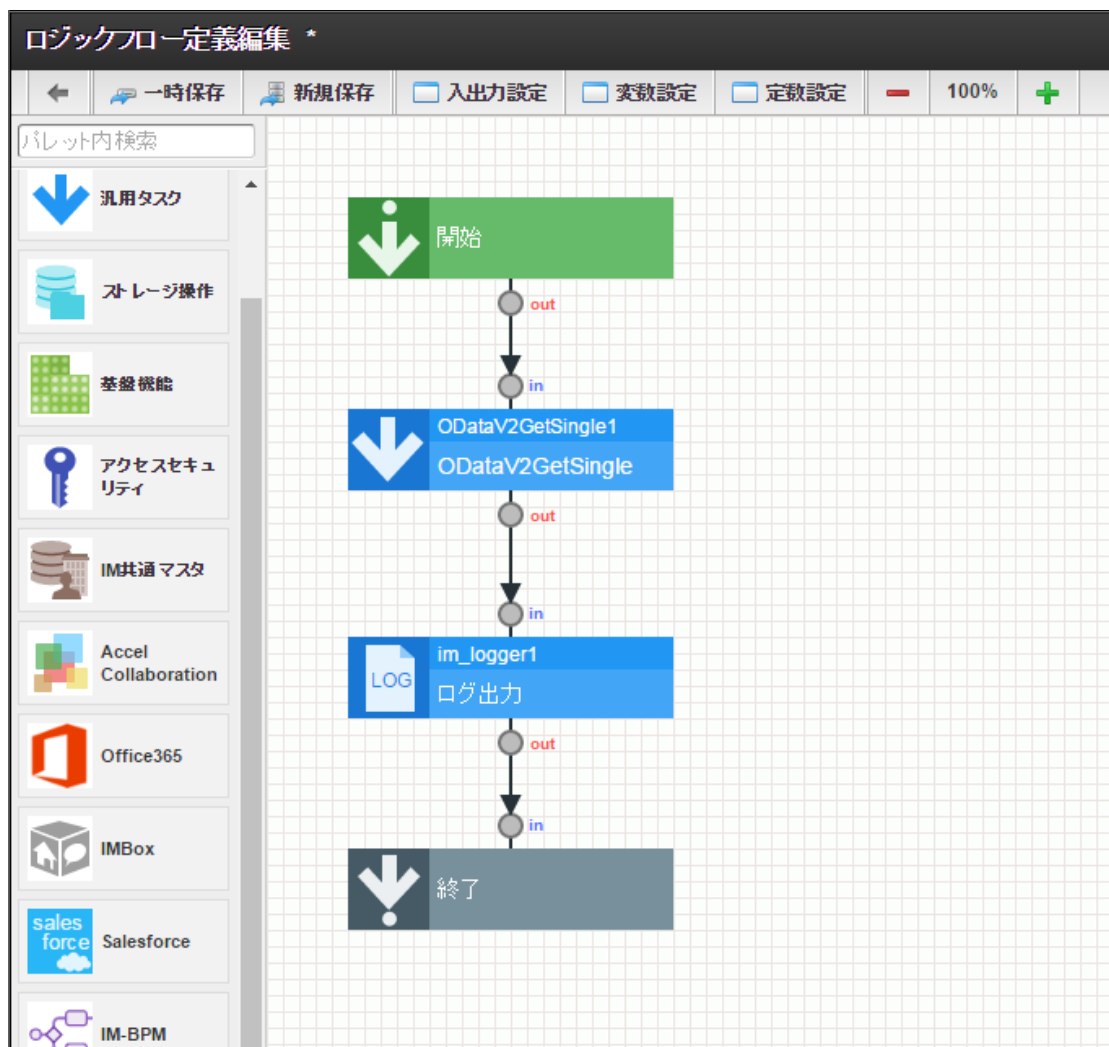 ロジックフロー定義編集 *
一時保存 新規保存 入出力設定 変数設定 定数設定 100%
パレット内検索
汎用タスク
ストレージ操作
基盤機能
アクセスセキュ
リティ
IM共通マスタ
Accel
Collaboration
Office365
IMBox
sales
force
Salesforce
IM-BPM
開始
out
in
ODataV2GetSingle1
ODataV2GetSingle
out
in
im_logger1
LOG
ログ出力
out
in
終了